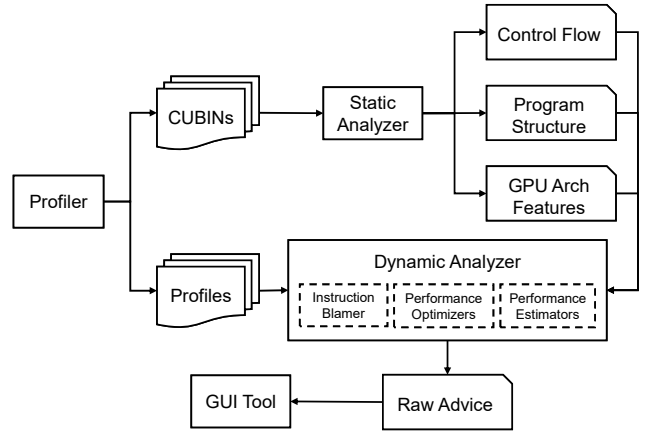 Control Flow
CUBINs
Static
Analyzer
Program
Structure
GPU Arch
Features
Profiler
Profiles
Dynamic Analyzer
Instruction
Blamer
Performance
Optimizers
Performance
Estimators
GUI Tool
Raw Advice